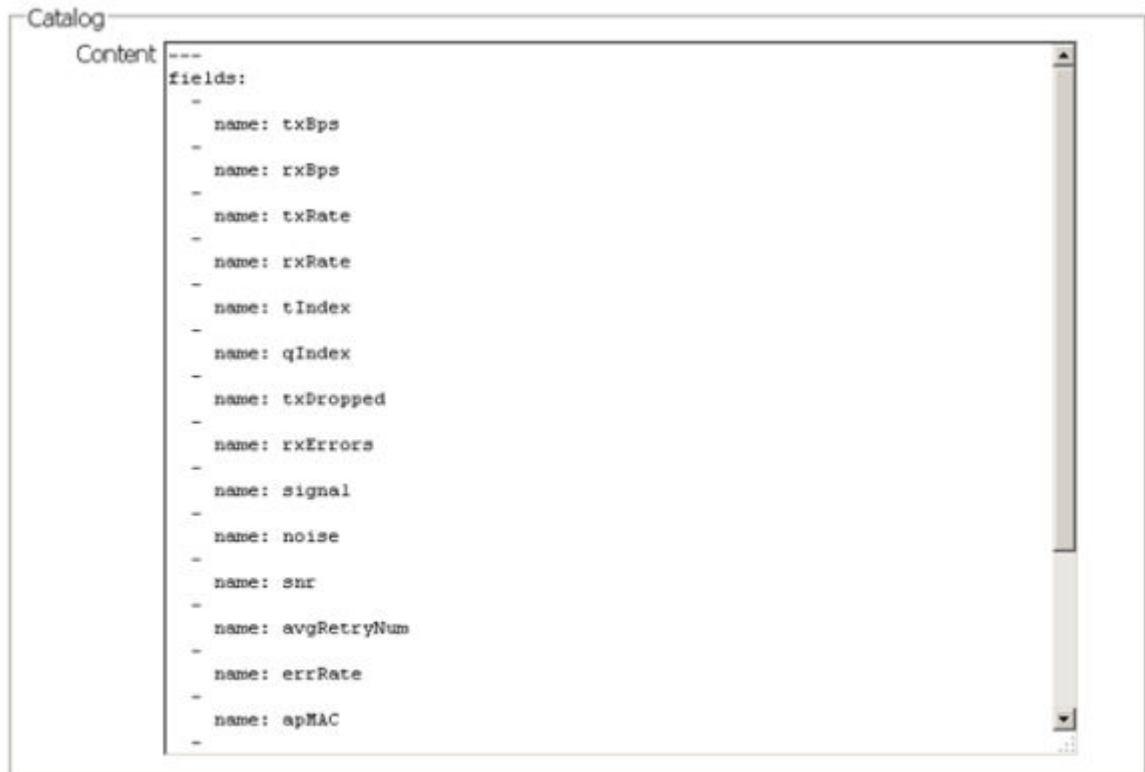 Catalog
Content ---
fields:
-
name: txBps
-
name: rxBps
-
name: txRate
-
name: rxRate
-
name: tIndex
-
name: qIndex
-
name: txDropped
-
name: rxErrors
-
name: signal
-
name: noise
-
name: snr
-
name: avgRetryNum
-
name: errRate
-
name: apMAC
-